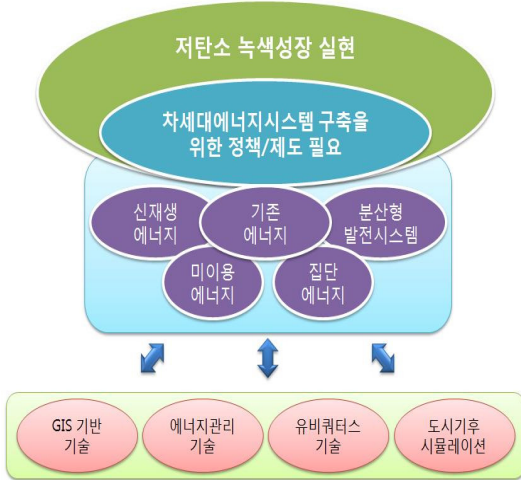 저탄소 녹색성장 실현
차세대에너지시스템 구축을
위한 정책/제도 필요
신재생
에너지
기존
에너지
분산형
발전시스템
미이용
에너지
집단
에너지
GIS 기반
기술
에너지관리
기술
유비쿼터스
기술
도시기후
시뮬레이션